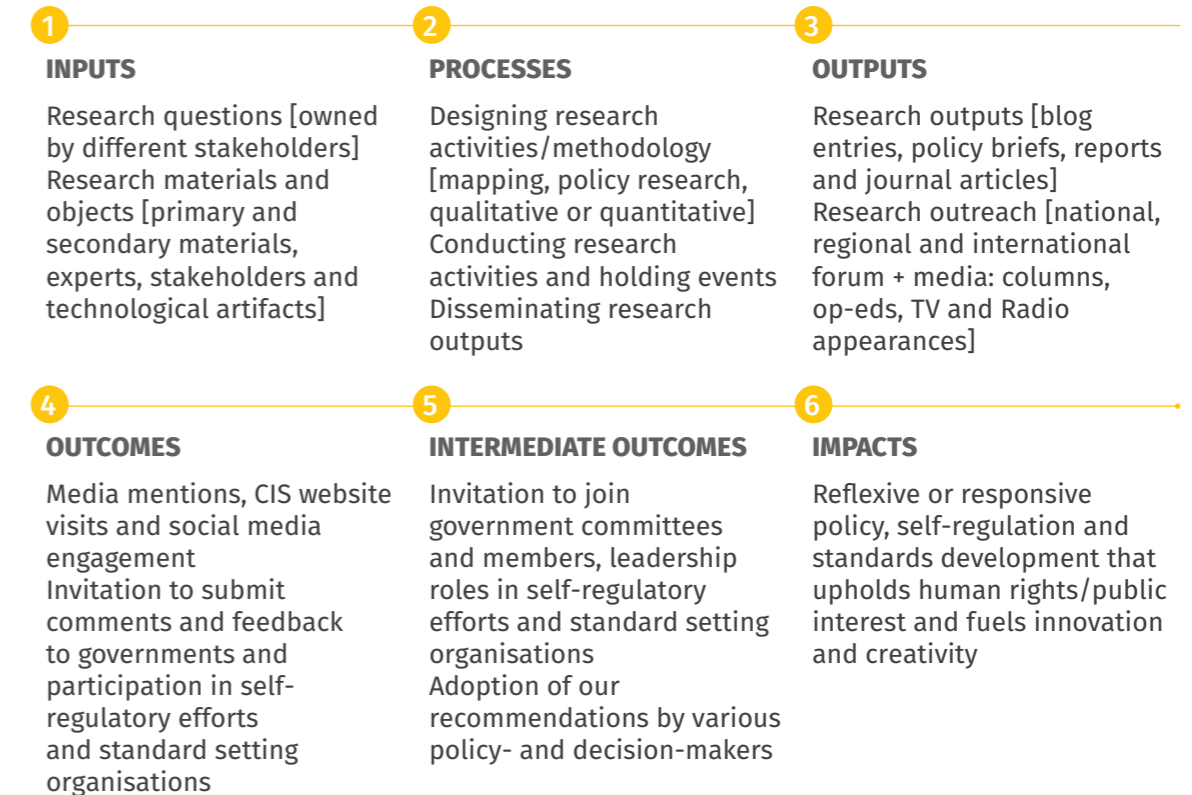 1
INPUTS
Research questions [owned
by different stakeholders]
Research materials and
objects [primary and
secondary materials,
experts, stakeholders and
technological artifacts]
2
PROCESSES
Designing research
activities/methodology
[mapping, policy research,
qualitative or quantitative]
Conducting research
activities and holding events
Disseminating research
outputs
3
OUTPUTS
Research outputs [blog
entries, policy briefs, reports
and journal articles]
Research outreach [national,
regional and international
forum + media: columns,
op-eds, TV and Radio
appearances]
4
OUTCOMES
Media mentions, CIS website
visits and social media
engagement
Invitation to submit
comments and feedback
to governments and
participation in self-
regulatory efforts
and standard setting
organisations
5
INTERMEDIATE OUTCOMES
Invitation to join
government committees
and members, leadership
roles in self-regulatory
efforts and standard setting
organisations
Adoption of our
recommendations by various
policy- and decision-makers
6
IMPACTS
Reflexive or responsive
policy, self-regulation and
standards development that
upholds human rights/public
interest and fuels innovation
and creativity